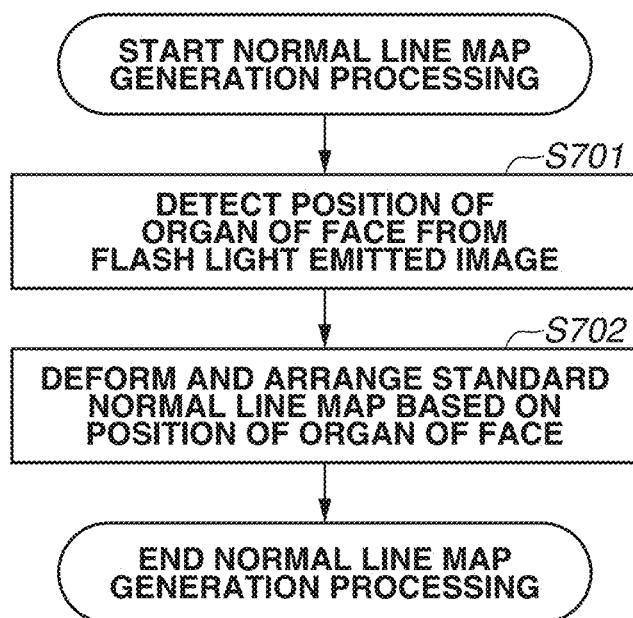 START NORMAL LINE MAP
GENERATION PROCESSING
S701
DETECT POSITION OF
ORGAN OF FACE FROM
FLASH LIGHT EMITTED IMAGE
S702
DEFORM AND ARRANGE STANDARD
NORMAL LINE MAP BASED ON
POSITION OF ORGAN OF FACE
END NORMAL LINE MAP
GENERATION PROCESSING